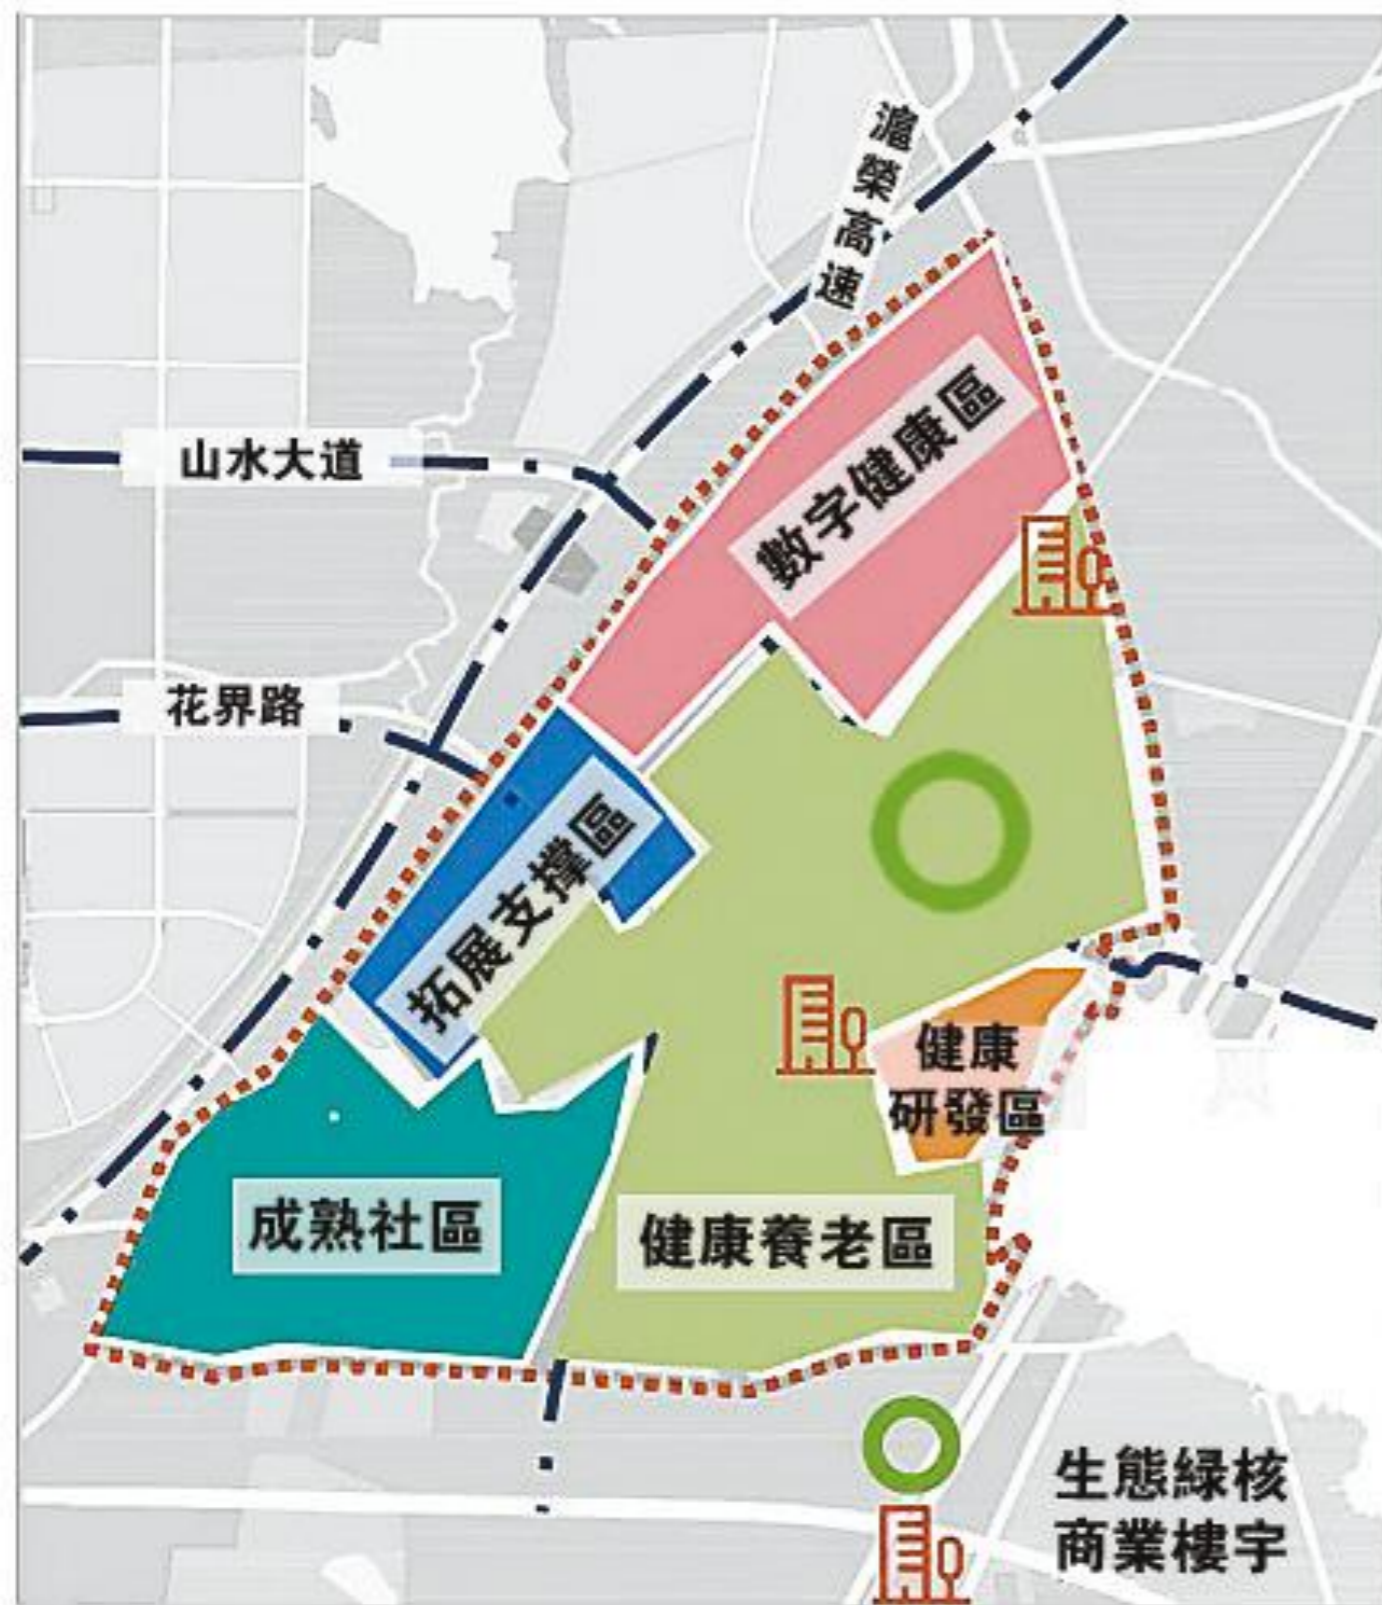 滬榮高速
山水大道
數字健康區
花界路
拓展支撐區
健康
研發區
成熟社區
健康養老區
生態緑核
商業樓宇